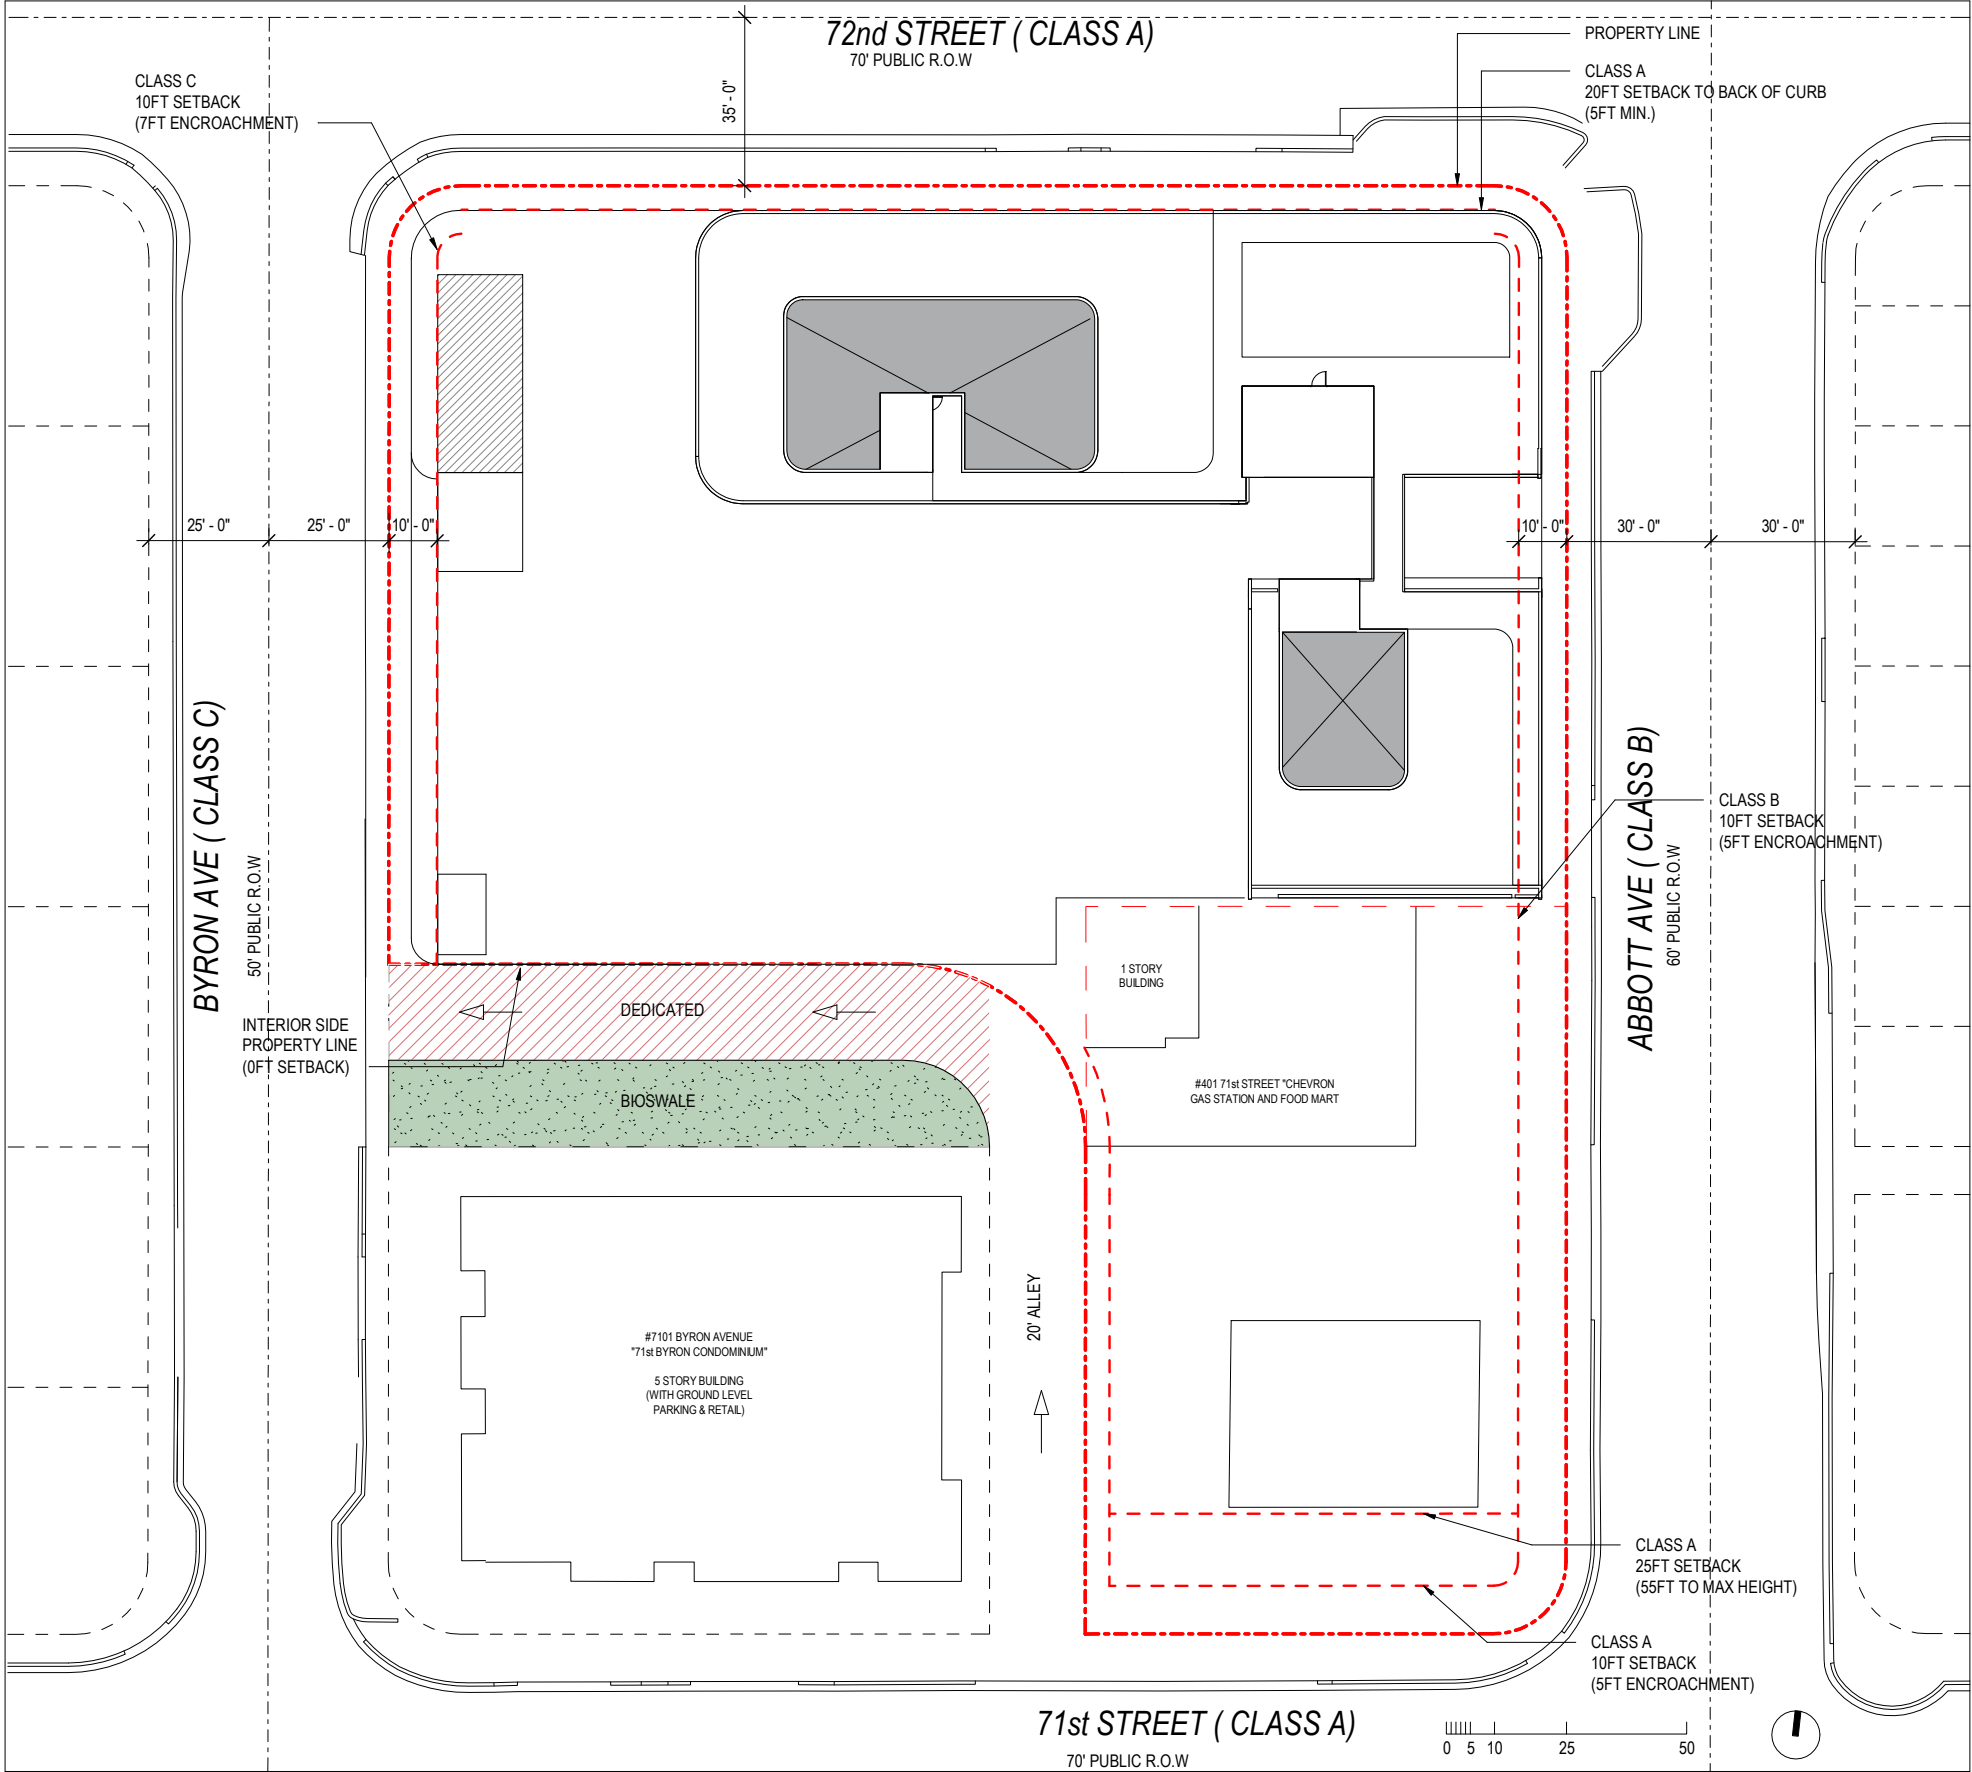 72nd STREET ( CLASS A)
70' PUBLIC R.O.W
PROPERTY LINE
CLASS A
20FT SETBACK TO BACK OF CURB
(5FT MIN.)
CLASS C
10FT SETBACK
(7FT ENCROACHMENT)
35' - 0"
25' - 0"
25' - 0"
10' - 0"
10' - 0"
30' - 0"
30' - 0"
BYRON AVE ( CLASS C)
50' PUBLIC R.O.W
ABBOTT AVE ( CLASS B)
60' PUBLIC R.O.W
CLASS B
10FT SETBACK
(5FT ENCROACHMENT)
1 STORY
BUILDING
DEDICATED
INTERIOR SIDE
PROPERTY LINE
(0FT SETBACK)
BIOSWALE
#401 71st STREET "CHEVRON
GAS STATION AND FOOD MART
20' ALLEY
#7101 BYRON AVENUE
"71st BYRON CONDOMINIUM"
5 STORY BUILDING
(WITH GROUND LEVEL
PARKING & RETAIL)
CLASS A
25FT SETBACK
(55FT TO MAX HEIGHT)
CLASS A
10FT SETBACK
(5FT ENCROACHMENT)
71st STREET ( CLASS A)
70' PUBLIC R.O.W
0 5 10 25 50